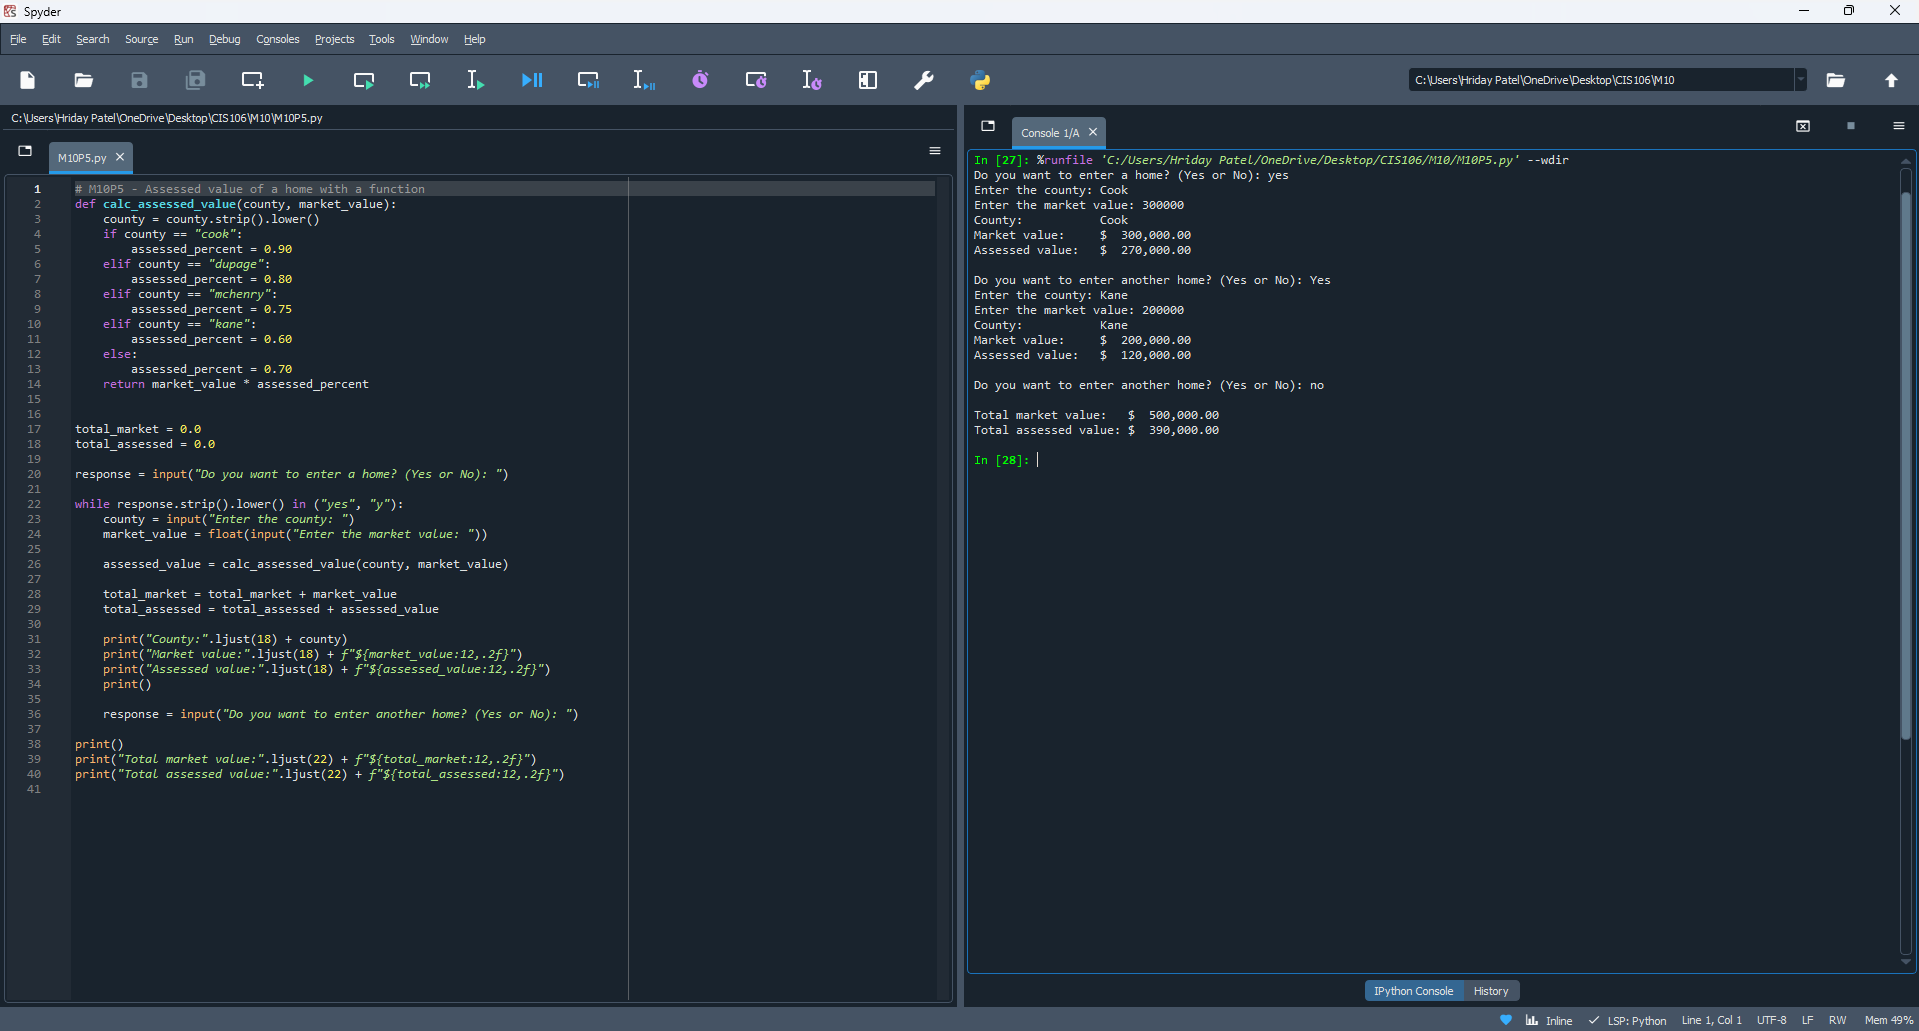 Spyder
File Edit Search Source Run Debug Consoles Projects Tools Window Help
C:\Users\Hriday Patel\OneDrive\Desktop\CIS106\M10
C:\Users\Hriday Patel\OneDrive\Desktop\CIS106\M10\M10P5.py
M10P5.py
1 # M10P5 - Assessed value of a home with a function
2 def calc_assessed_value(county, market_value):
3     county = county.strip().lower()
4     if county == "cook":
5         assessed_percent = 0.90
6     elif county == "dupage":
7         assessed_percent = 0.80
8     elif county == "mchenry":
9         assessed_percent = 0.75
10     elif county == "kane":
11         assessed_percent = 0.60
12     else:
13         assessed_percent = 0.70
14     return market_value * assessed_percent
15
16
17 total_market = 0.0
18 total_assessed = 0.0
19
20 response = input("Do you want to enter a home? (Yes or No): ")
21
22 while response.strip().lower() in ("yes", "y"):
23     county = input("Enter the county: ")
24     market_value = float(input("Enter the market value: "))
25
26     assessed_value = calc_assessed_value(county, market_value)
27
28     total_market = total_market + market_value
29     total_assessed = total_assessed + assessed_value
30
31     print("County:".ljust(18) + county)
32     print("Market value:".ljust(18) + f"${market_value:12,.2f}")
33     print("Assessed value:".ljust(18) + f"${assessed_value:12,.2f}")
34     print()
35
36     response = input("Do you want to enter another home? (Yes or No): ")
37
38 print()
39 print("Total market value:".ljust(22) + f"${total_market:12,.2f}")
40 print("Total assessed value:".ljust(22) + f"${total_assessed:12,.2f}")
41
Console 1/A
In [27]: %runfile 'C:/Users/Hriday Patel/OneDrive/Desktop/CIS106/M10/M10P5.py' --wdir
Do you want to enter a home? (Yes or No): yes
Enter the county: Cook
Enter the market value: 300000
County:           Cook
Market value:     $  300,000.00
Assessed value:   $  270,000.00
Do you want to enter another home? (Yes or No): Yes
Enter the county: Kane
Enter the market value: 200000
County:           Kane
Market value:     $  200,000.00
Assessed value:   $  120,000.00
Do you want to enter another home? (Yes or No): no
Total market value:   $  500,000.00
Total assessed value: $  390,000.00
In [28]:
IPython Console History
Inline LSP: Python Line 1, Col 1 UTF-8 LF RW Mem 49%